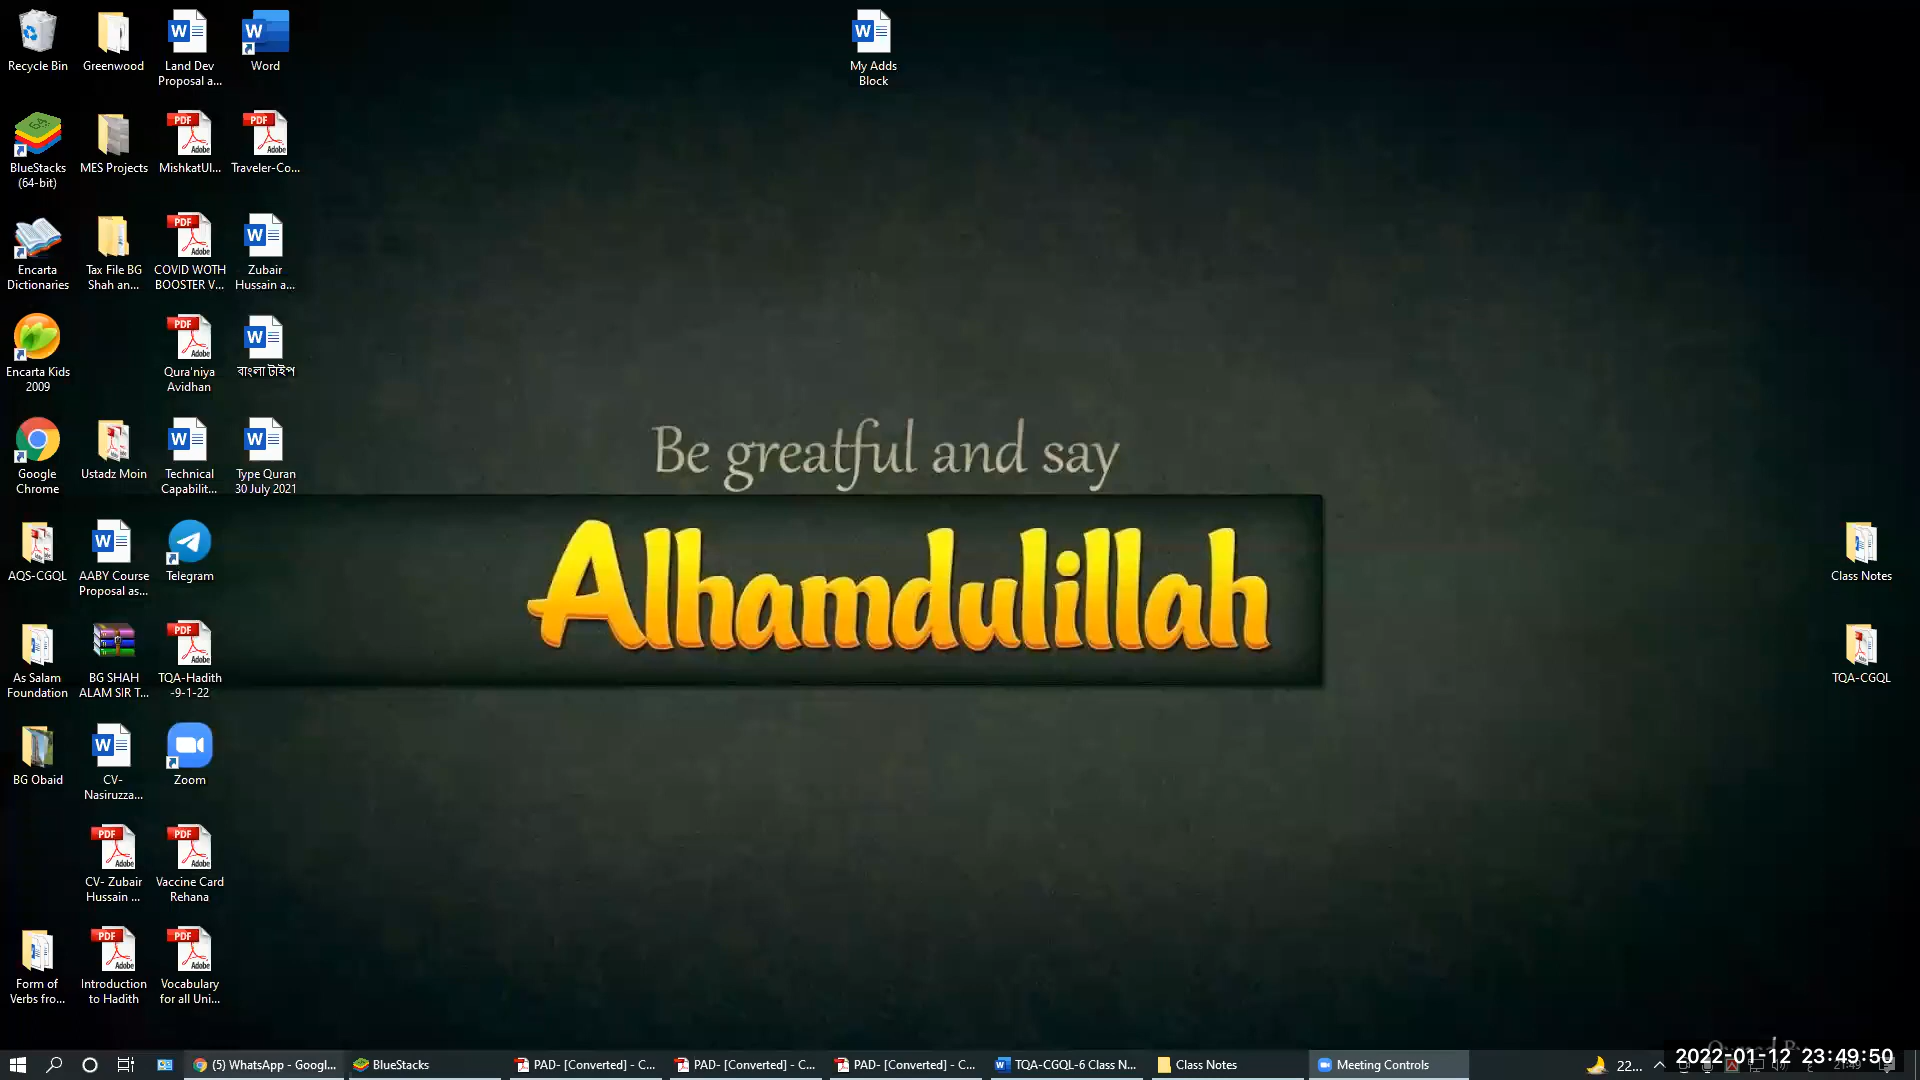 Recycle Bin
Greenwood
Land Dev
Proposal a...
Word
My Adds
Block
BlueStacks
(64-bit)
MES Projects
MishkatUl...
Traveler-Co...
Encarta
Dictionaries
Tax File BG
Shah an...
COVID WOTH
BOOSTER V...
Zubair
Hussain a...
Encarta Kids
2009
Qura'niya
Avidhan
বাংলা টাইপ
Google
Chrome
Ustadz Moin
Technical
Capabilit...
Type Quran
30 July 2021
Be greatful and say
Alhamdulillah
AQS-CGQL
AABY Course
Proposal as...
Telegram
Class Notes
As Salam
Foundation
BG SHAH
ALAM SIR T...
TQA-Hadith
-9-1-22
TQA-CGQL
BG Obaid
CV-
Nasiruzza...
Zoom
CV- Zubair
Hussain ...
Vaccine Card
Rehana
Form of
Verbs fro...
Introduction
to Hadith
Vocabulary
for all Uni...
(5) WhatsApp - Googl...
BlueStacks
PAD- [Converted] - C...
PAD- [Converted] - C...
PAD- [Converted] - C...
TQA-CGQL-6 Class N...
Class Notes
Meeting Controls
22...
2022-01-12 23:49:50
21:49